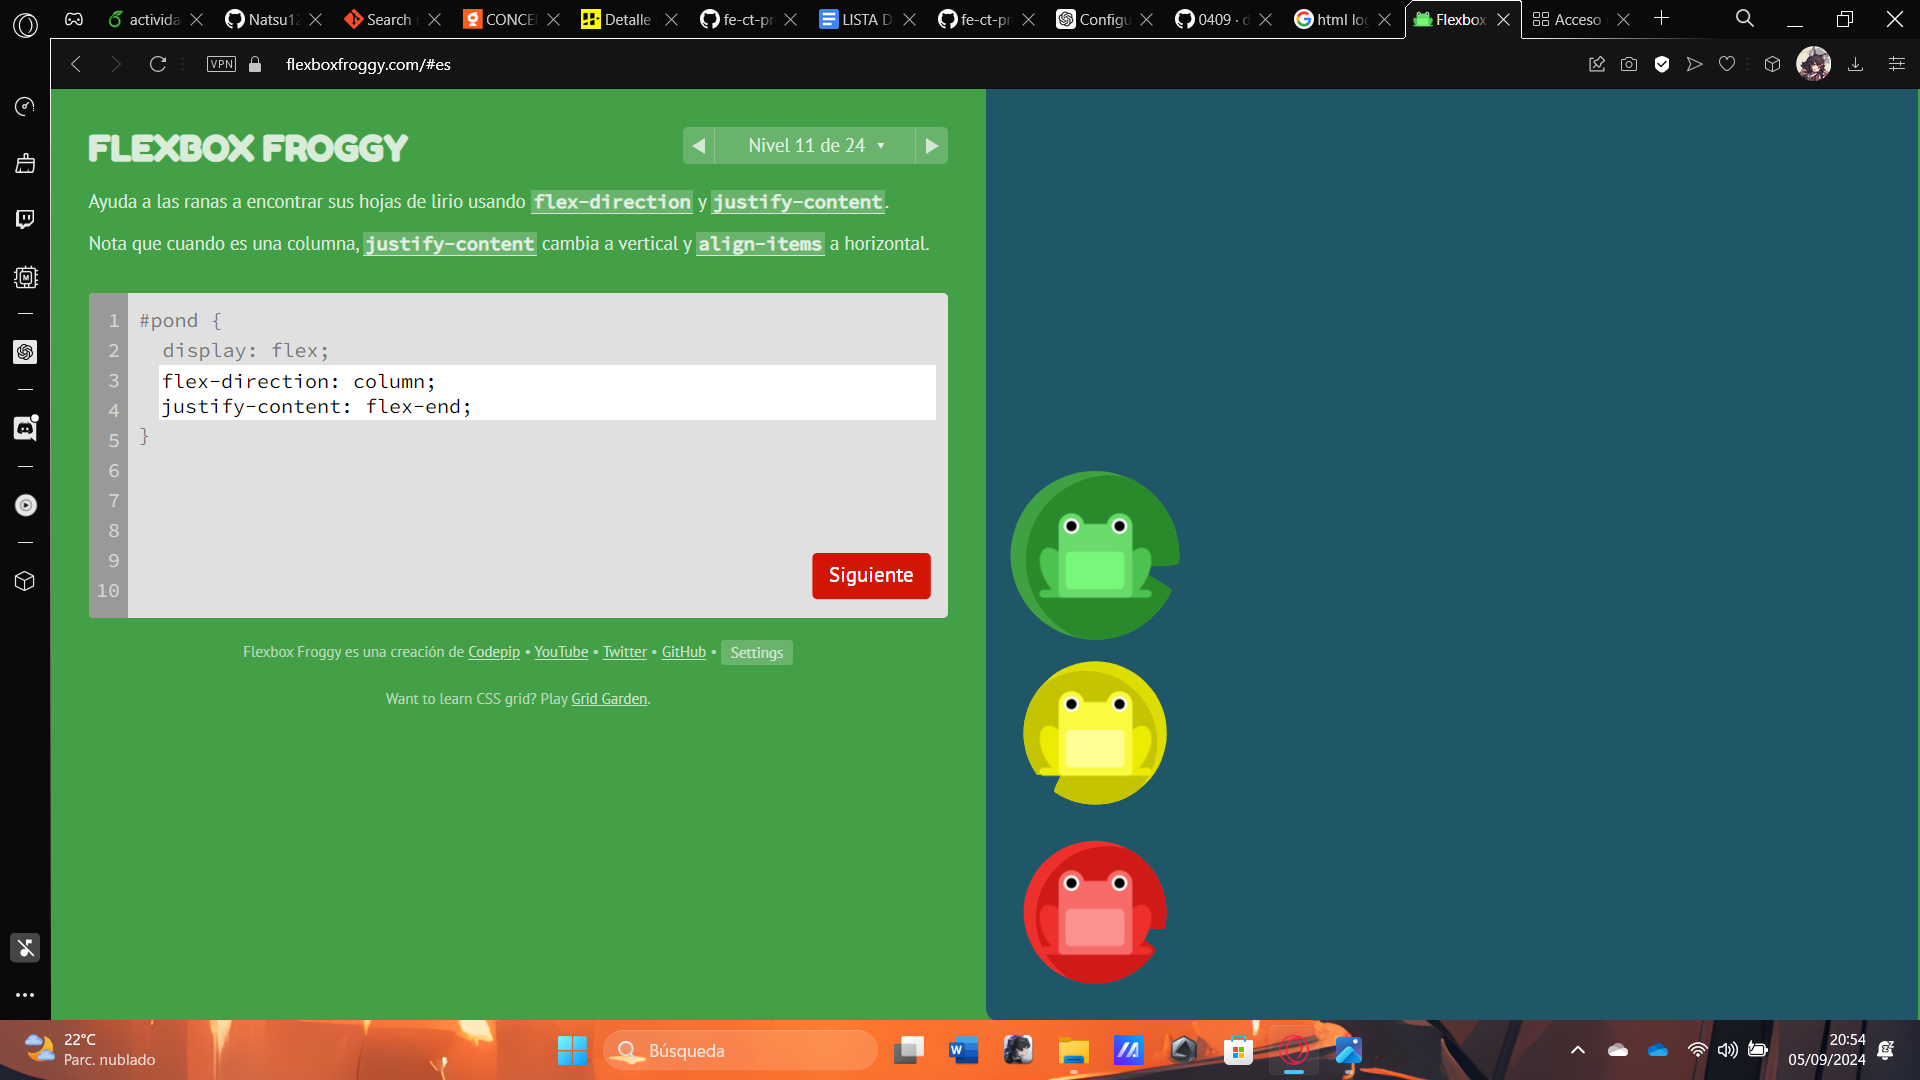 activida
Natsu12
Search
CONCE
Detalle
fe-ct-pr
LISTA D
fe-ct-pr
Configu
0409 · d
html lo
Flexbox
Acceso
VPN
flexboxfroggy.com/#es
FLEXBOX FROGGY
Nivel 11 de 24 ▾
Ayuda a las ranas a encontrar sus hojas de lirio usando flex-direction y justify-content.
Nota que cuando es una columna, justify-content cambia a vertical y align-items a horizontal.
1 #pond {
2 display: flex;
3 flex-direction: column;
4 justify-content: flex-end;
5 }
6
7
8
9
10
Siguiente
Flexbox Froggy es una creación de Codepip • YouTube • Twitter • GitHub • Settings
Want to learn CSS grid? Play Grid Garden.
22°C
Parc. nublado
Búsqueda
20:54
05/09/2024